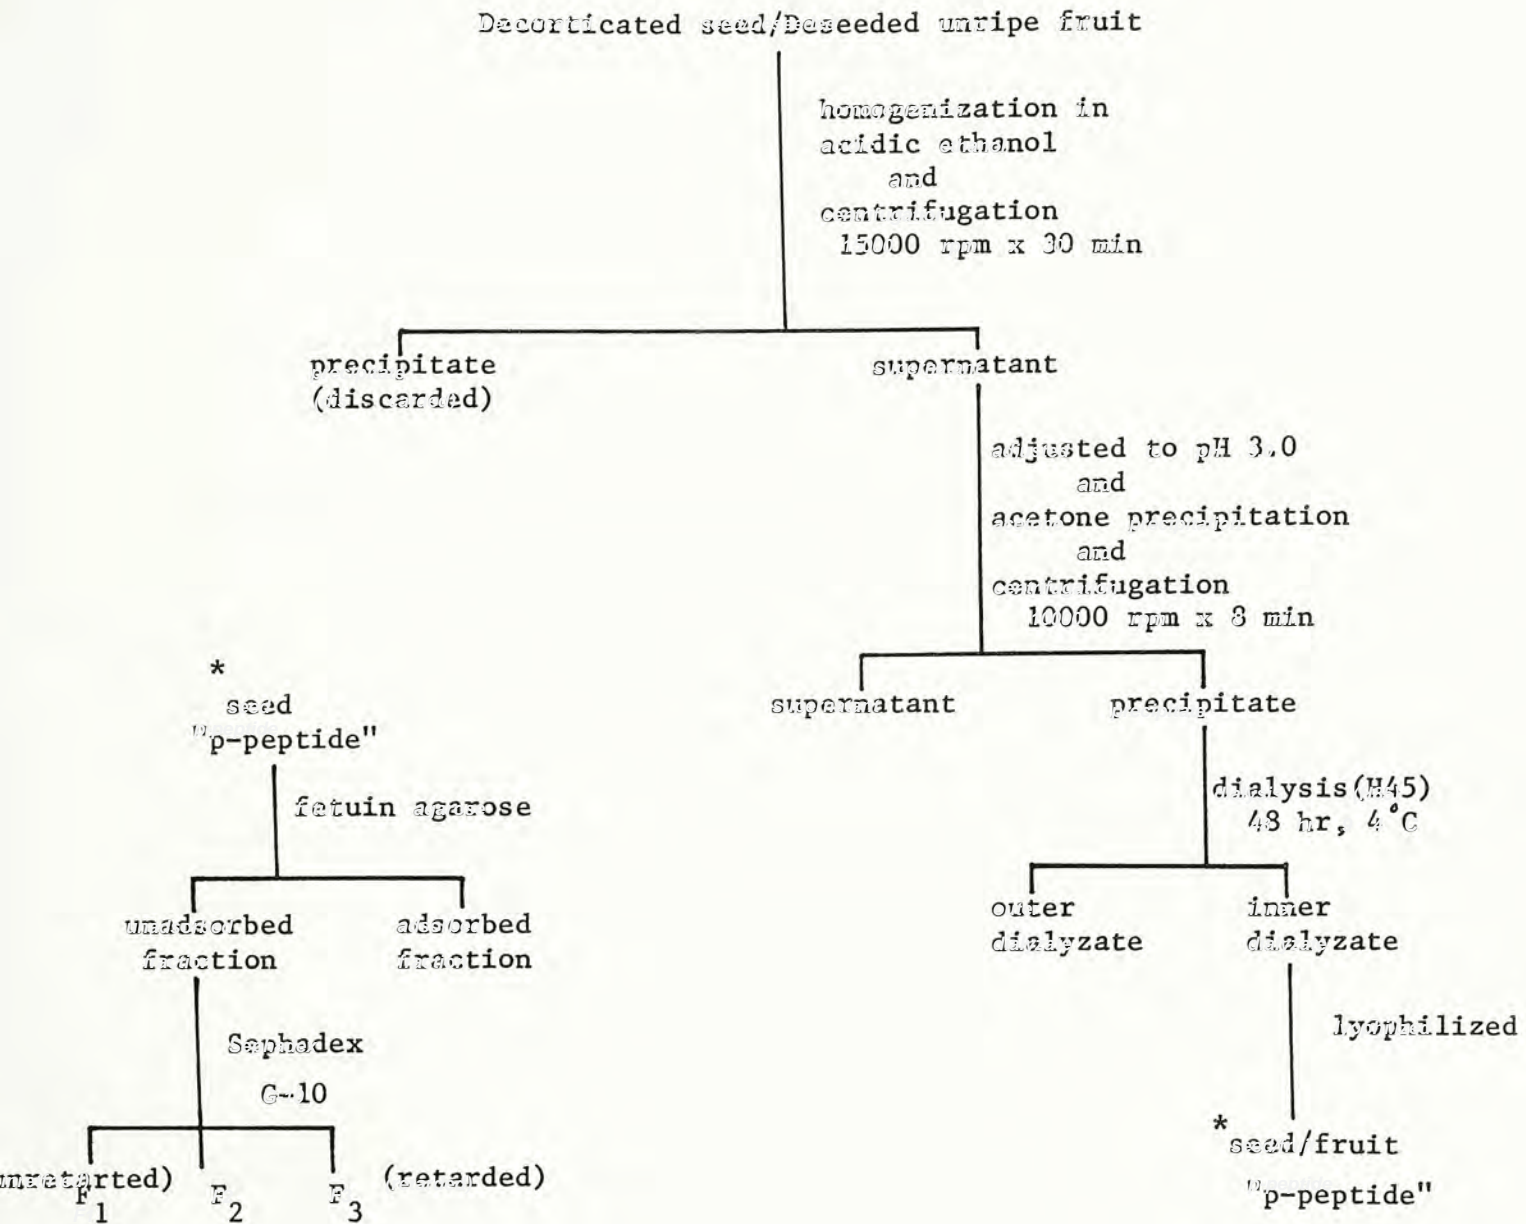 Decorticated seed/Deseeded unripe fruit
homogenization in
acidic ethanol
and
centrifugation
15000 rpm x 30 min
precipitate
(discarded)
supernatant
adjusted to pH 3.0
and
acetone precipitation
and
centrifugation
10000 rpm x 8 min
supernatant
precipitate
dialysis(H45)
48 hr, 4°C
outer
dialyzate
inner
dialyzate
lyophilized
*
seed/fruit
"p-peptide"
*
seed
"p-peptide"
fetuin agarose
unadsorbed
fraction
adsorbed
fraction
Sephadex
G-10
unretarted)
F1
F2
F3
(retarded)